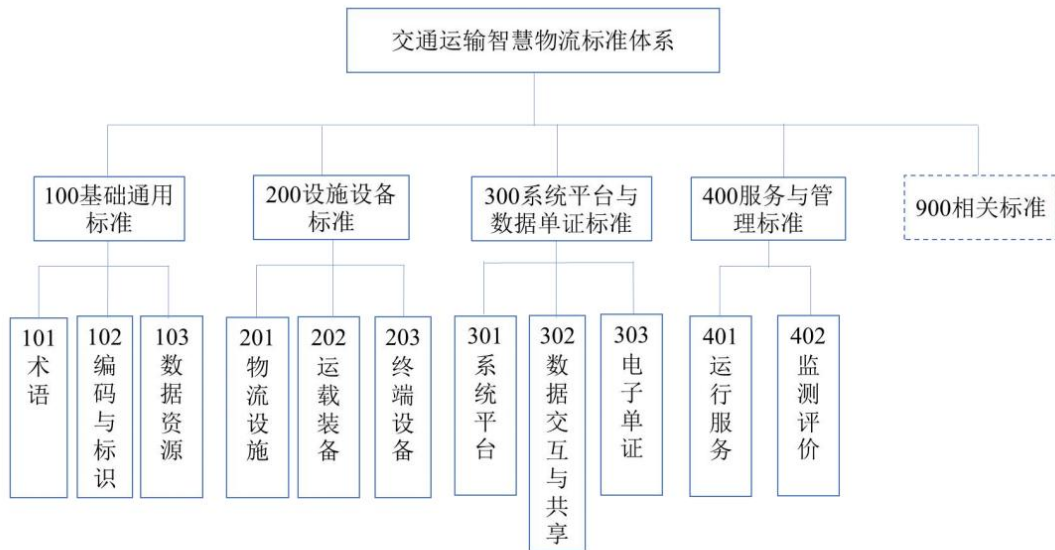 交通运输智慧物流标准体系
100基础通用
标准
200设施设备
标准
300系统平台与
数据单证标准
400服务与管
理标准
900相关标准
101
术语
102
编码与标识
103
数据资源
201
物流设施
202
运载装备
203
终端设备
301
系统平台
302
数据交互与共享
303
电子单证
401
运行服务
402
监测评价